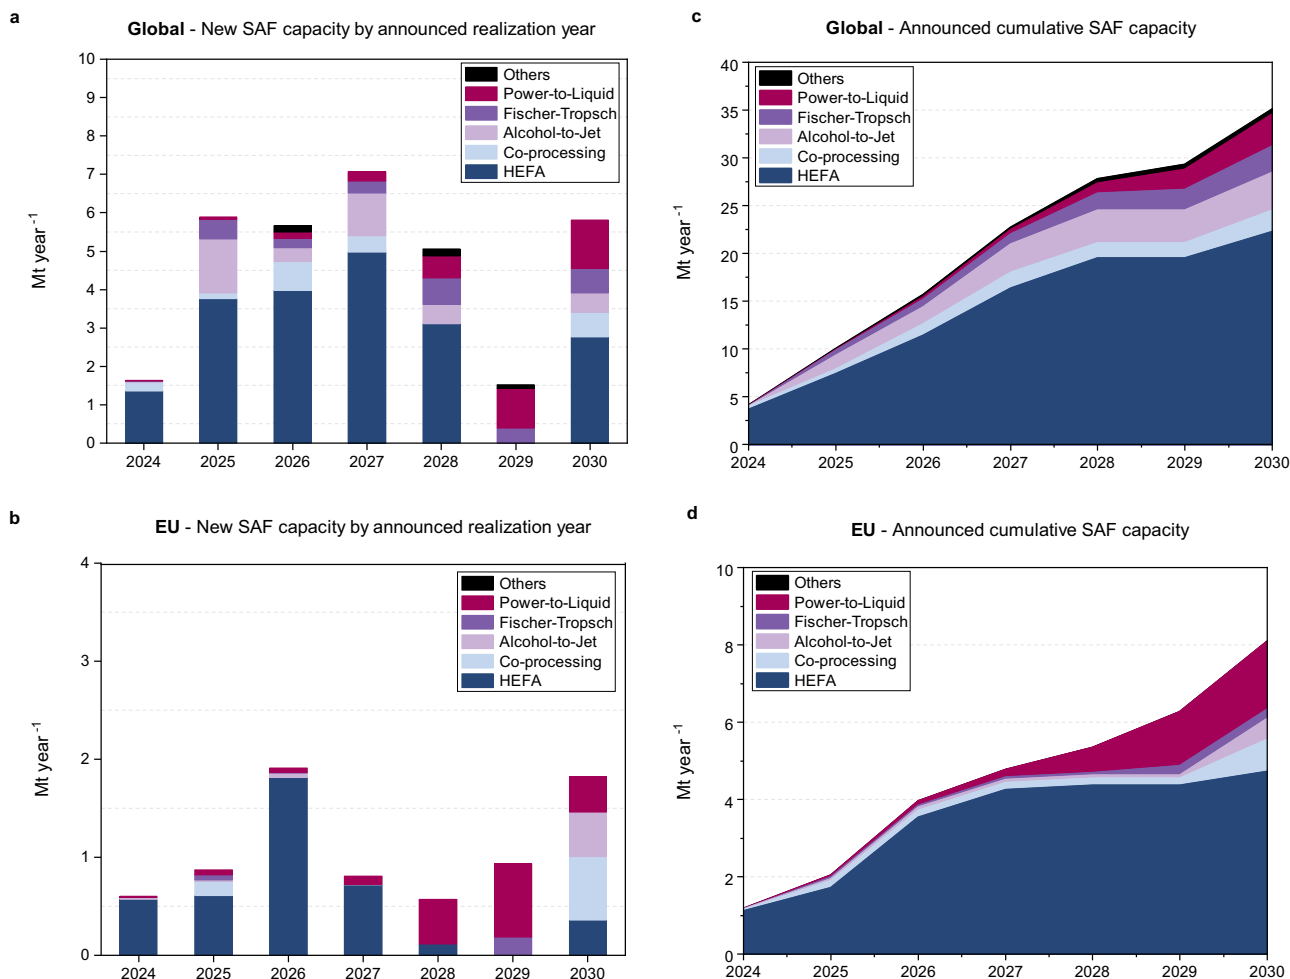 a
Global - New SAF capacity by announced realization year
10
9
8
7
6
5
4
3
2
1
0
Mt year⁻¹
Others
Power-to-Liquid
Fischer-Tropsch
Alcohol-to-Jet
Co-processing
HEFA
2024 2025 2026 2027 2028 2029 2030
c
Global - Announced cumulative SAF capacity
40
35
30
25
20
15
10
5
0
Mt year⁻¹
Others
Power-to-Liquid
Fischer-Tropsch
Alcohol-to-Jet
Co-processing
HEFA
2024 2025 2026 2027 2028 2029 2030
b
EU - New SAF capacity by announced realization year
4
3
2
1
0
Mt year⁻¹
Others
Power-to-Liquid
Fischer-Tropsch
Alcohol-to-Jet
Co-processing
HEFA
2024 2025 2026 2027 2028 2029 2030
d
EU - Announced cumulative SAF capacity
10
8
6
4
2
0
Mt year⁻¹
Others
Power-to-Liquid
Fischer-Tropsch
Alcohol-to-Jet
Co-processing
HEFA
2024 2025 2026 2027 2028 2029 2030